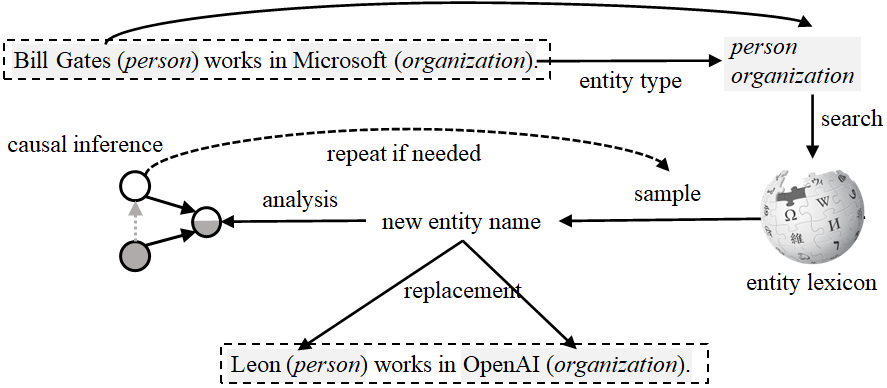 Bill Gates (person) works in Microsoft (organization).
entity type
person
organization
search
causal inference
repeat if needed
sample
analysis
new entity name
Ω W И 維
entity lexicon
replacement
Leon (person) works in OpenAI (organization).